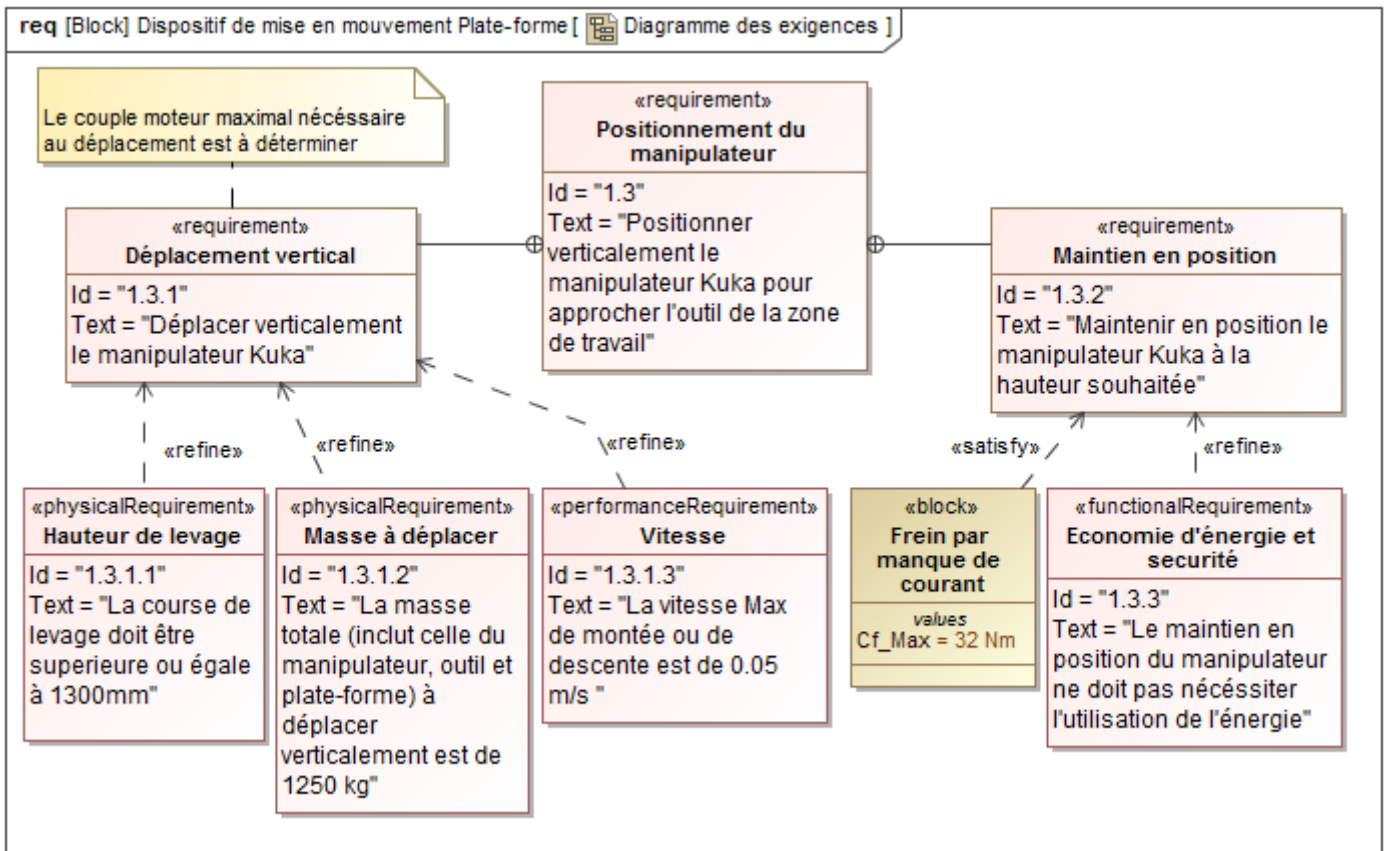 req [Block] Dispositif de mise en mouvement Plate-forme [ Diagramme des exigences ]
Le couple moteur maximal nécéssaire
au déplacement est à déterminer
«requirement»
Positionnement du
manipulateur
Id = "1.3"
Text = "Positionner
verticalement le
manipulateur Kuka pour
approcher l'outil de la zone
de travail"
«requirement»
Déplacement vertical
Id = "1.3.1"
Text = "Déplacer verticalement
le manipulateur Kuka"
«requirement»
Maintien en position
Id = "1.3.2"
Text = "Maintenir en position le
manipulateur Kuka à la
hauteur souhaitée"
«refine»
«refine»
«refine»
«satisfy»
«refine»
«physicalRequirement»
Hauteur de levage
Id = "1.3.1.1"
Text = "La course de
levage doit être
superieure ou égale
à 1300mm"
«physicalRequirement»
Masse à déplacer
Id = "1.3.1.2"
Text = "La masse
totale (inclut celle du
manipulateur, outil et
plate-forme) à
déplacer
verticalement est de
1250 kg"
«performanceRequirement»
Vitesse
Id = "1.3.1.3"
Text = "La vitesse Max
de montée ou de
descente est de 0.05
m/s "
«block»
Frein par
manque de
courant
values
Cf_Max = 32 Nm
«functionalRequirement»
Economie d'énergie et
securité
Id = "1.3.3"
Text = "Le maintien en
position du manipulateur
ne doit pas nécéssiter
l'utilisation de l'énergie"